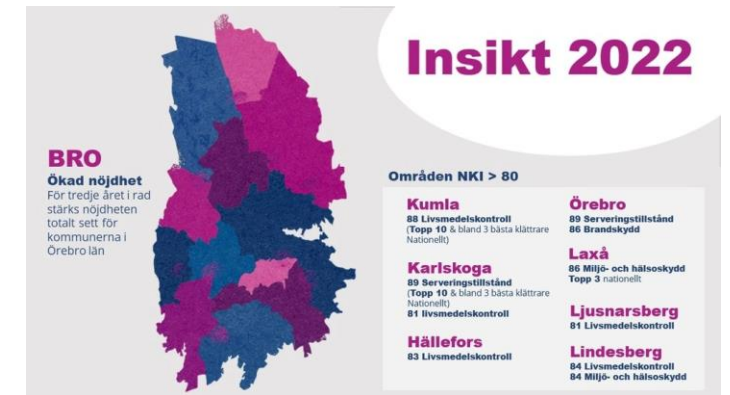 Insikt 2022
BRO
Ökad nöjdhet
För tredje året i rad
stärks nöjdheten
totalt sett för
kommunerna i
Örebro län
Områden NKI > 80
Kumla
88 Livsmedelskontroll
(Topp 10 & bland 3 bästa klättrare
Nationellt)
Karlskoga
89 Serveringstillstånd
(Topp 10 & bland 3 bästa klättrare
Nationellt)
81 livsmedelskontroll
Hällefors
83 Livsmedelskontroll
Örebro
89 Serveringstillstånd
86 Brandskydd
Laxå
86 Miljö- och hälsoskydd
Topp 3 nationellt
Ljusnarsberg
81 Livsmedelskontroll
Lindesberg
84 Livsmedelskontroll
84 Miljö- och hälsoskydd